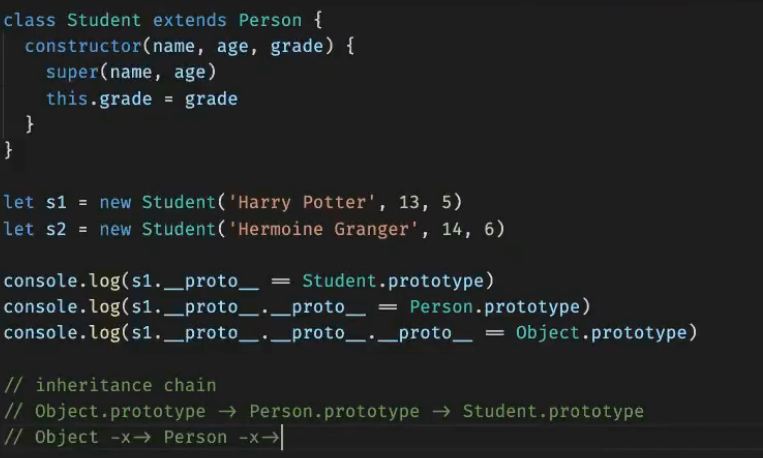 class Student extends Person {
constructor(name, age, grade) {
super(name, age)
this.grade = grade
}
}
let s1 = new Student('Harry Potter', 13, 5)
let s2 = new Student('Hermoine Granger', 14, 6)
console.log(s1.__proto__ == Student.prototype)
console.log(s1.__proto__.__proto__ == Person.prototype)
console.log(s1.__proto__.__proto__.__proto__ == Object.prototype)
// inheritance chain
// Object.prototype -> Person.prototype -> Student.prototype
// Object -x-> Person -x->